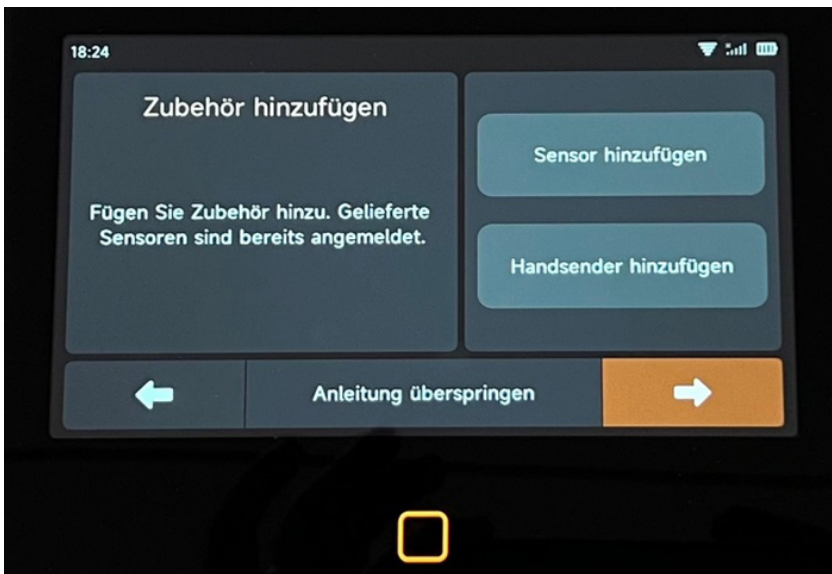 18:24
Zubehör hinzufügen
Fügen Sie Zubehör hinzu. Gelieferte
Sensoren sind bereits angemeldet.
Sensor hinzufügen
Handsender hinzufügen
Anleitung überspringen